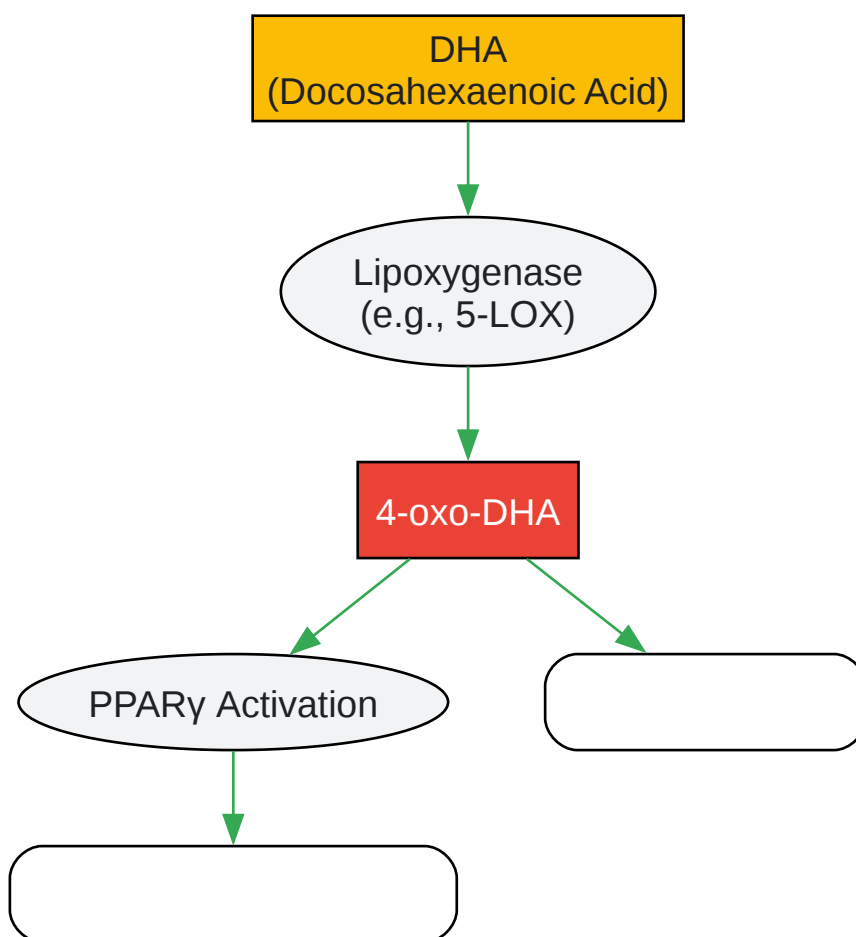 DHA
(Docosahexaenoic Acid)
Lipoxygenase
(e.g., 5-LOX)
4-oxo-DHA
PPARγ Activation